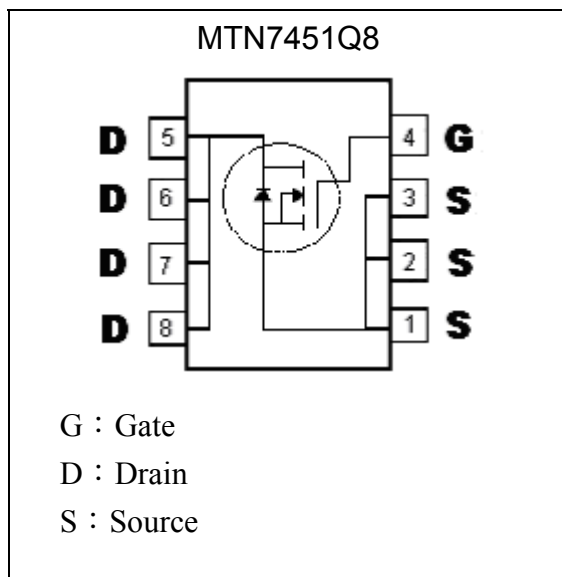 MTN7451Q8
D 5 4 G
D 6 3 S
D 7 2 S
D 8 1 S
G：Gate
D：Drain
S：Source